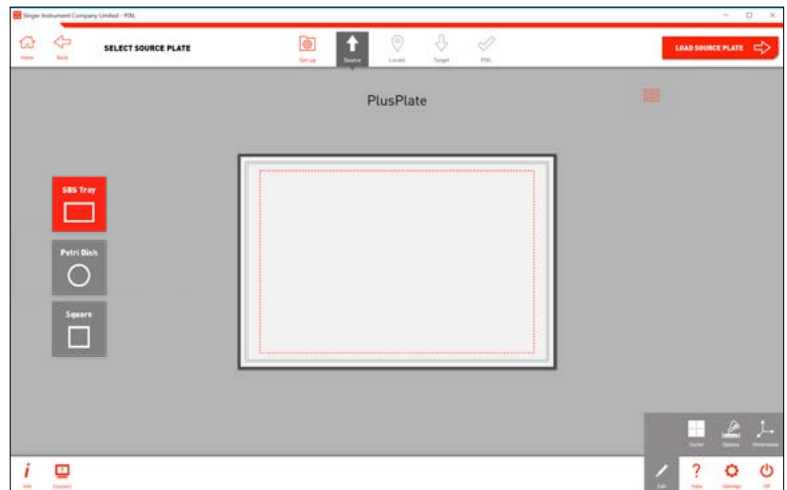 Singer Instrument Company Limited - PIXL
Home
Back
SELECT SOURCE PLATE
Set up
Source
Locate
Target
PIXL
LOAD SOURCE PLATE
PlusPlate
SBS Tray
Petri Dish
Square
Sector
Options
Dimensions
i
Info
Connect
Edit
?
Help
Settings
Off